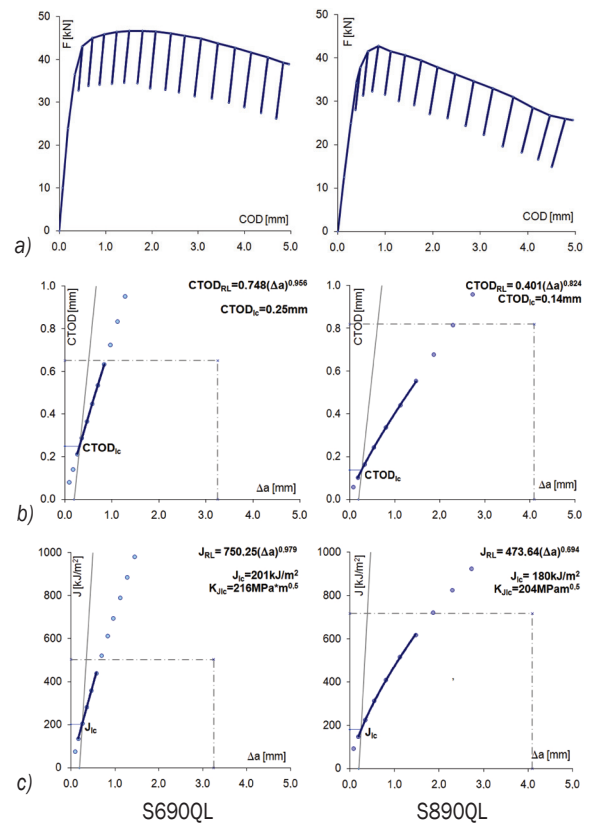 a)
F [kN]
50
40
30
20
10
0
0.0 1.0 2.0 3.0 4.0 5.0
COD [mm]
F [kN]
50
40
30
20
10
0
0.0 1.0 2.0 3.0 4.0 5.0
COD [mm]
b)
CTOD [mm]
1.0
0.8
0.6
0.4
0.2
0.0
0.0 1.0 2.0 3.0 4.0 5.0
Δa [mm]
CTOD_RL = 0.748(Δa)^0.956
CTOD_Ic=0.25mm
CTOD_Ic
CTOD [mm]
1.0
0.8
0.6
0.4
0.2
0.0
0.0 1.0 2.0 3.0 4.0 5.0
Δa [mm]
CTOD_RL = 0.401(Δa)^0.824
CTOD_Ic=0.14mm
CTOD_Ic
c)
J [kJ/m²]
1000
800
600
400
200
0
0.0 1.0 2.0 3.0 4.0 5.0
Δa [mm]
J_RL = 750.25(Δa)^0.979
J_Ic= 201kJ/m²
K_JIc=216MPa*m^0.5
J_Ic
J [kJ/m²]
1000
800
600
400
200
0
0.0 1.0 2.0 3.0 4.0 5.0
Δa [mm]
J_RL = 473.64(Δa)^0.694
J_Ic= 180kJ/m²
K_JIc= 204MPam^0.5
J_Ic
S690QL
S890QL